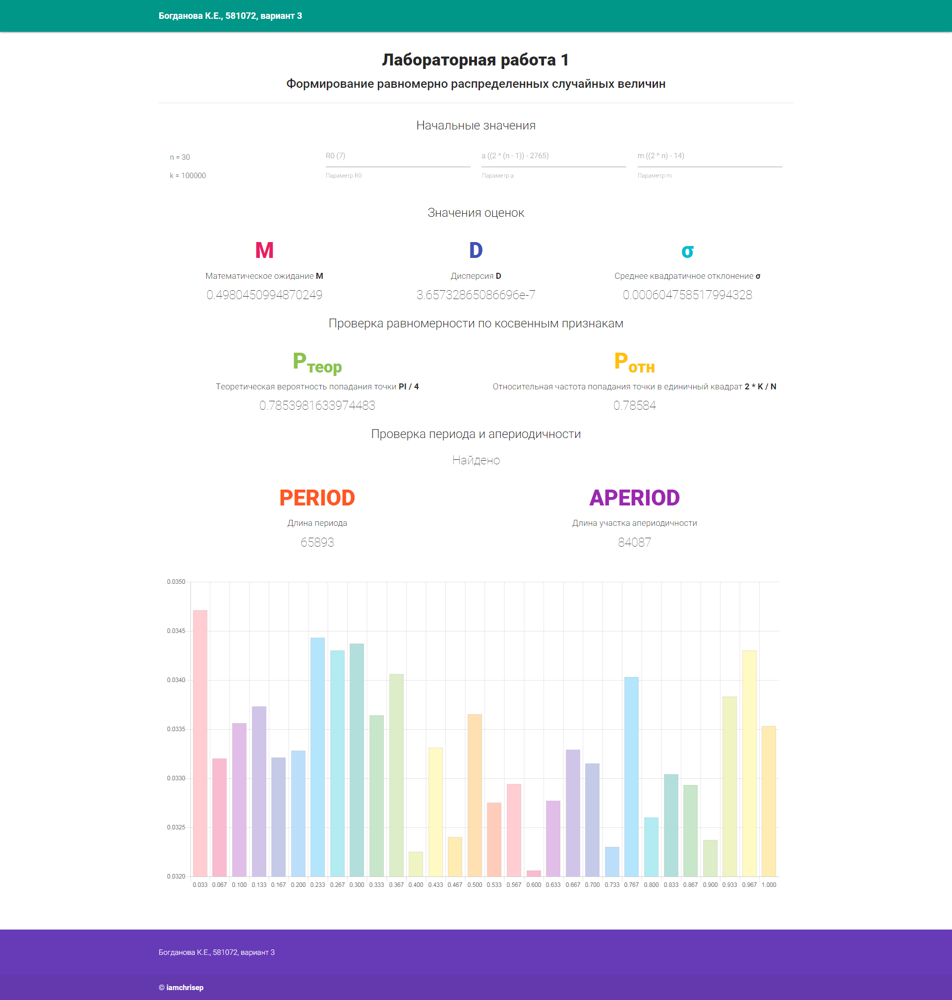 Богданова К.Е., 581072, вариант 3
Лабораторная работа 1
Формирование равномерно распределенных случайных величин
Начальные значения
n = 30
k = 100000
R0 (7)
Параметр R0
a ((2 ^ (n - 1)) - 2765)
Параметр a
m ((2 ^ n) - 14)
Параметр m
Значения оценок
M
Математическое ожидание M
0.4980450994870249
D
Дисперсия D
3.65732865086696e-7
σ
Среднее квадратичное отклонение σ
0.000604758517994328
Проверка равномерности по косвенным признакам
Pтеор
Теоретическая вероятность попадания точки PI / 4
0.7853981633974483
Pотн
Относительная частота попадания точки в единичный квадрат 2 * K / N
0.78584
Проверка периода и апериодичности
Найдено
PERIOD
Длина периода
65893
APERIOD
Длина участка апериодичности
84087
0.0350
0.0345
0.0340
0.0335
0.0330
0.0325
0.0320
0.033 0.067 0.100 0.133 0.167 0.200 0.233 0.267 0.300 0.333 0.367 0.400 0.433 0.467 0.500 0.533 0.567 0.600 0.633 0.667 0.700 0.733 0.767 0.800 0.833 0.867 0.900 0.933 0.967 1.000
Богданова К.Е., 581072, вариант 3
© iamchrisep